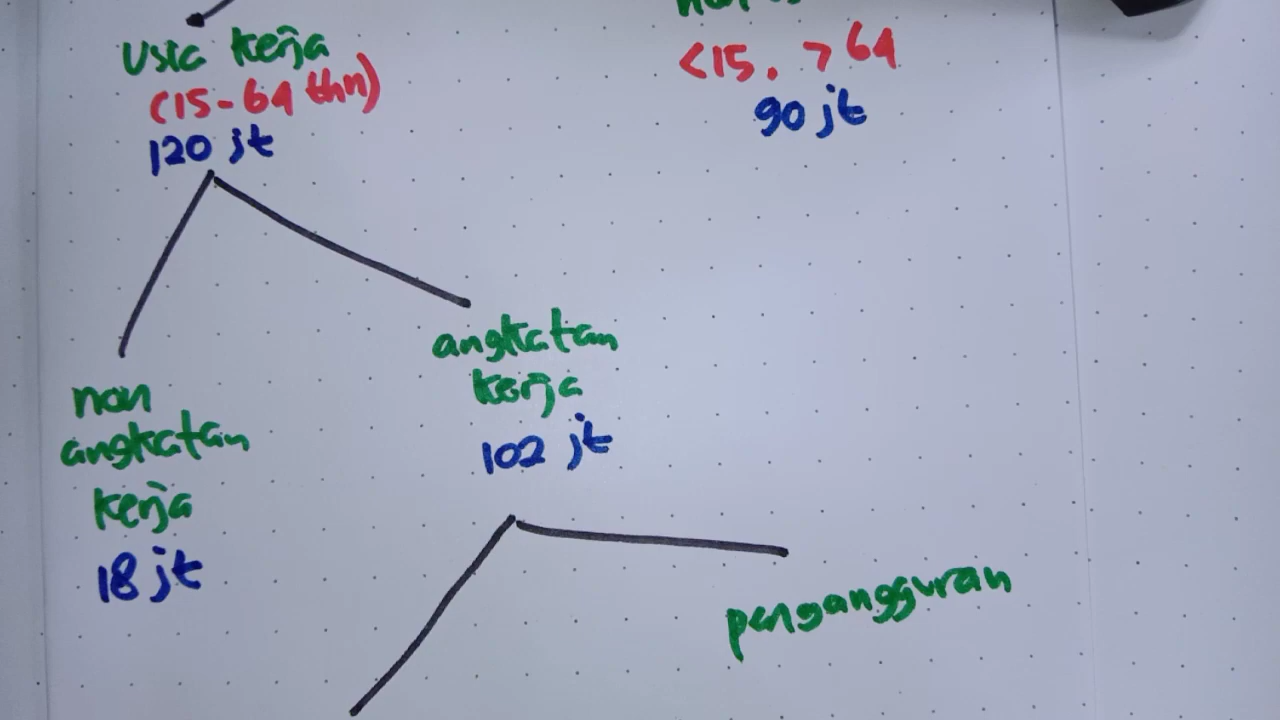 usia kerja
(15-64 thn)
120 jt
<15, >64
90 jt
angkatan
kerja
102 jt
non
angkatan
kerja
18 jt
pengangguran